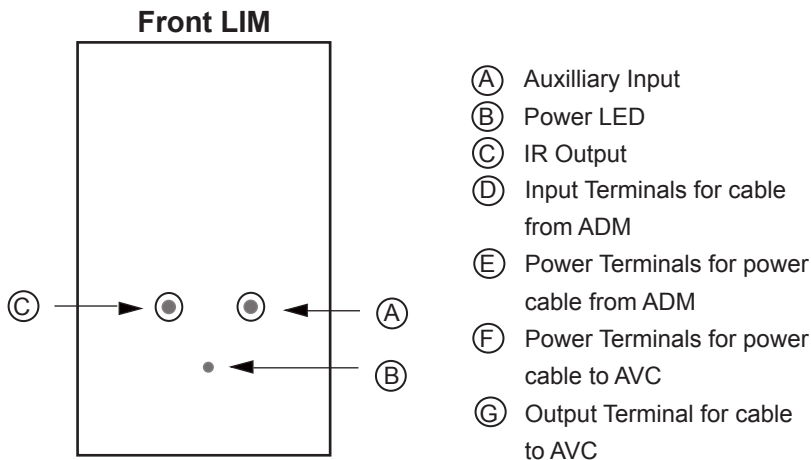 Front LIM
Ⓐ Auxilliary Input
Ⓑ Power LED
Ⓒ IR Output
Ⓓ Input Terminals for cable
from ADM
Ⓔ Power Terminals for power
cable from ADM
Ⓕ Power Terminals for power
cable to AVC
Ⓖ Output Terminal for cable
to AVC
Ⓒ
Ⓐ
Ⓑ